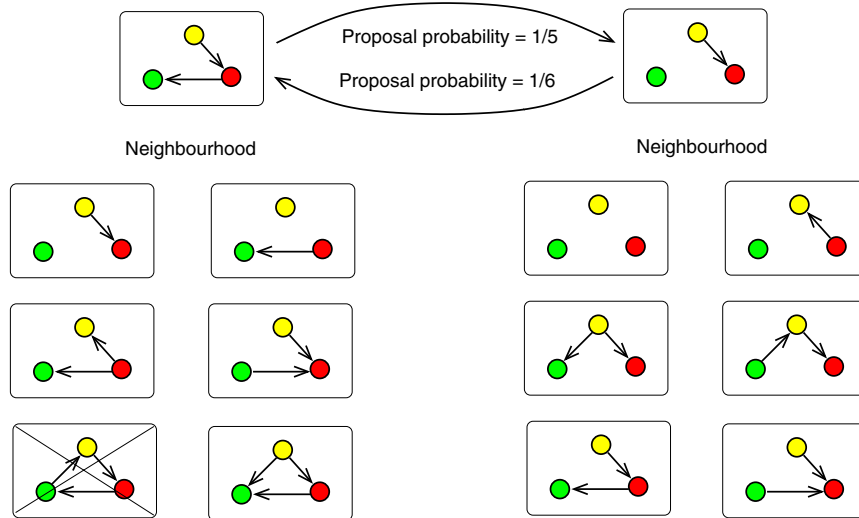 Proposal probability = 1/5
Proposal probability = 1/6
Neighbourhood
Neighbourhood